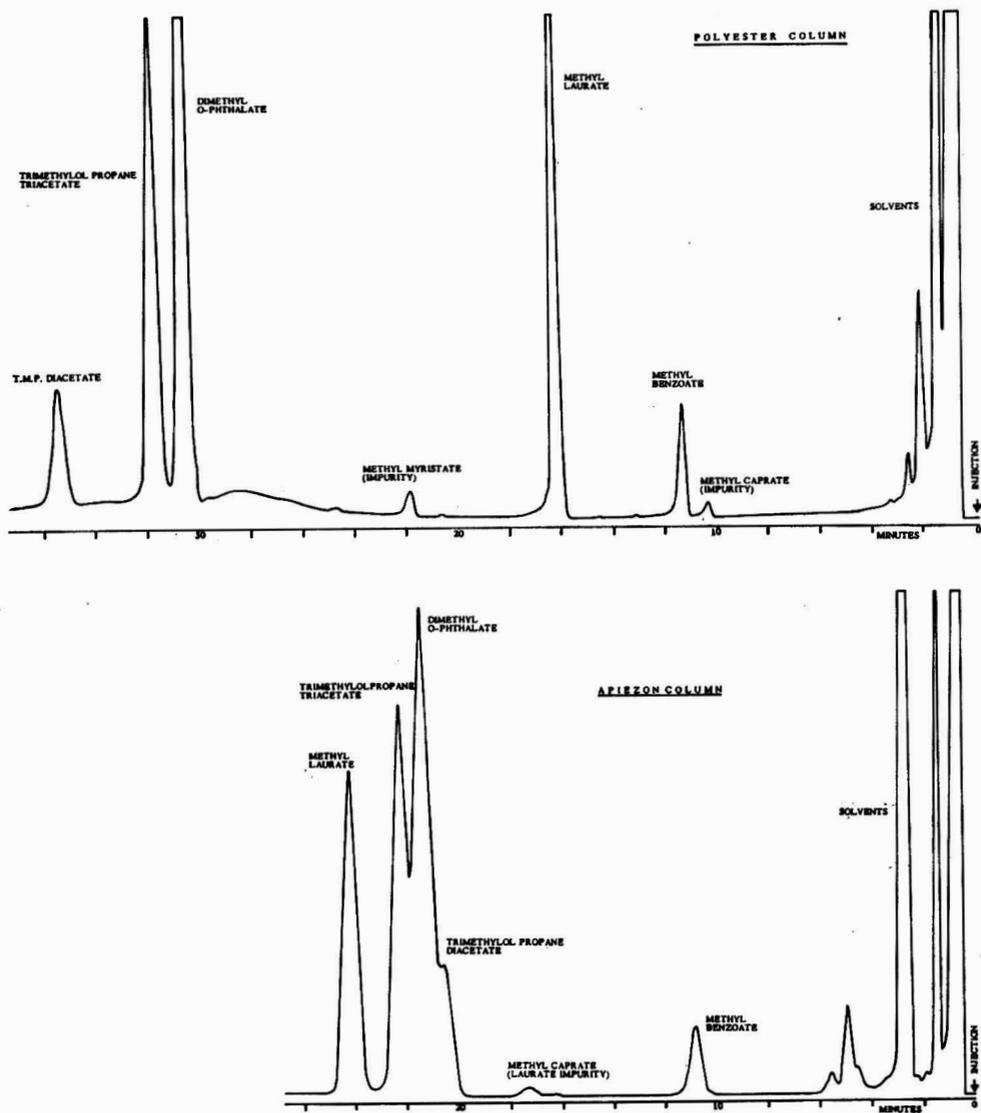 POLYESTER COLUMN
DIMETHYL
O-PHTHALATE
METHYL
LAURATE
TRIMETHYLOL PROPANE
TRIACETATE
SOLVENTS
T.M.P. DIACETATE
METHYL
BENZOATE
METHYL MYRISTATE
(IMPURITY)
METHYL CAPRATE
(IMPURITY)
INJECTION
30
20
10
MINUTES
0
DIMETHYL
O-PHTHALATE
TRIMETHYLOLPROPANE
TRIACETATE
APIEZON COLUMN
METHYL
LAURATE
SOLVENTS
TRIMETHYLOL PROPANE
DIACETATE
METHYL
BENZOATE
METHYL CAPRATE
(LAURATE IMPURITY)
INJECTION
20
10
MINUTES
0